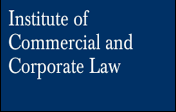 Institute of
Commercial and
Corporate Law